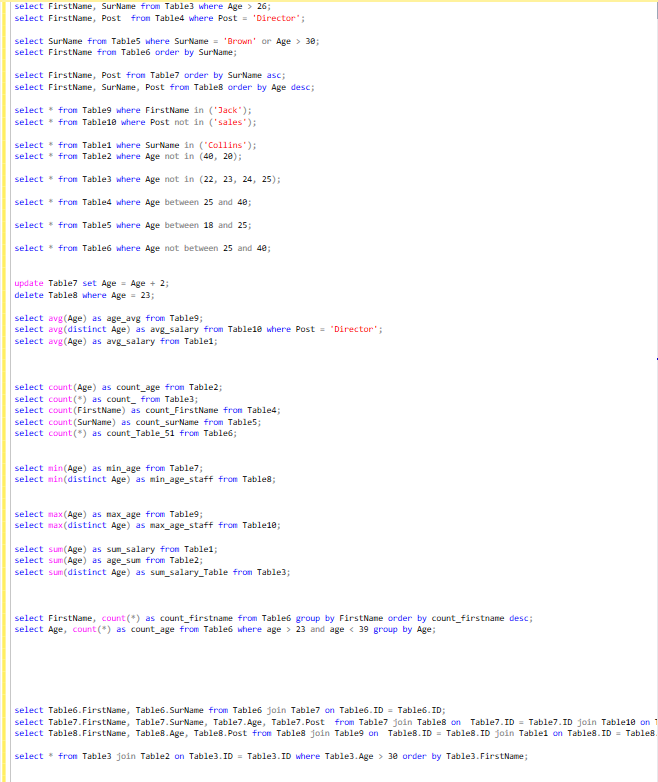 select FirstName, SurName from Table3 where Age > 26;
select FirstName, Post  from Table4 where Post = 'Director';
select SurName from Table5 where SurName = 'Brown' or Age > 30;
select FirstName from Table6 order by SurName;
select FirstName, Post from Table7 order by SurName asc;
select FirstName, SurName, Post from Table8 order by Age desc;
select * from Table9 where FirstName in ('Jack');
select * from Table10 where Post not in ('sales');
select * from Table1 where SurName in ('Collins');
select * from Table2 where Age not in (40, 20);
select * from Table3 where Age not in (22, 23, 24, 25);
select * from Table4 where Age between 25 and 40;
select * from Table5 where Age between 18 and 25;
select * from Table6 where Age not between 25 and 40;
update Table7 set Age = Age + 2;
delete Table8 where Age = 23;
select avg(Age) as age_avg from Table9;
select avg(distinct Age) as avg_salary from Table10 where Post = 'Director';
select avg(Age) as avg_salary from Table1;
select count(Age) as count_age from Table2;
select count(*) as count_ from Table3;
select count(FirstName) as count_FirstName from Table4;
select count(SurName) as count_surName from Table5;
select count(*) as count_Table_51 from Table6;
select min(Age) as min_age from Table7;
select min(distinct Age) as min_age_staff from Table8;
select max(Age) as max_age from Table9;
select max(distinct Age) as max_age_staff from Table10;
select sum(Age) as sum_salary from Table1;
select sum(Age) as age_sum from Table2;
select sum(distinct Age) as sum_salary_Table from Table3;
select FirstName, count(*) as count_firstname from Table6 group by FirstName order by count_firstname desc;
select Age, count(*) as count_age from Table6 where age > 23 and age < 39 group by Age;
select Table6.FirstName, Table6.SurName from Table6 join Table7 on Table6.ID = Table6.ID;
select Table7.FirstName, Table7.SurName, Table7.Age, Table7.Post  from Table7 join Table8 on  Table7.ID = Table7.ID join Table10 on
select Table8.FirstName, Table8.Age, Table8.Post from Table8 join Table9 on  Table8.ID = Table8.ID join Table1 on Table8.ID = Table8.
select * from Table3 join Table2 on Table3.ID = Table3.ID where Table3.Age > 30 order by Table3.FirstName;